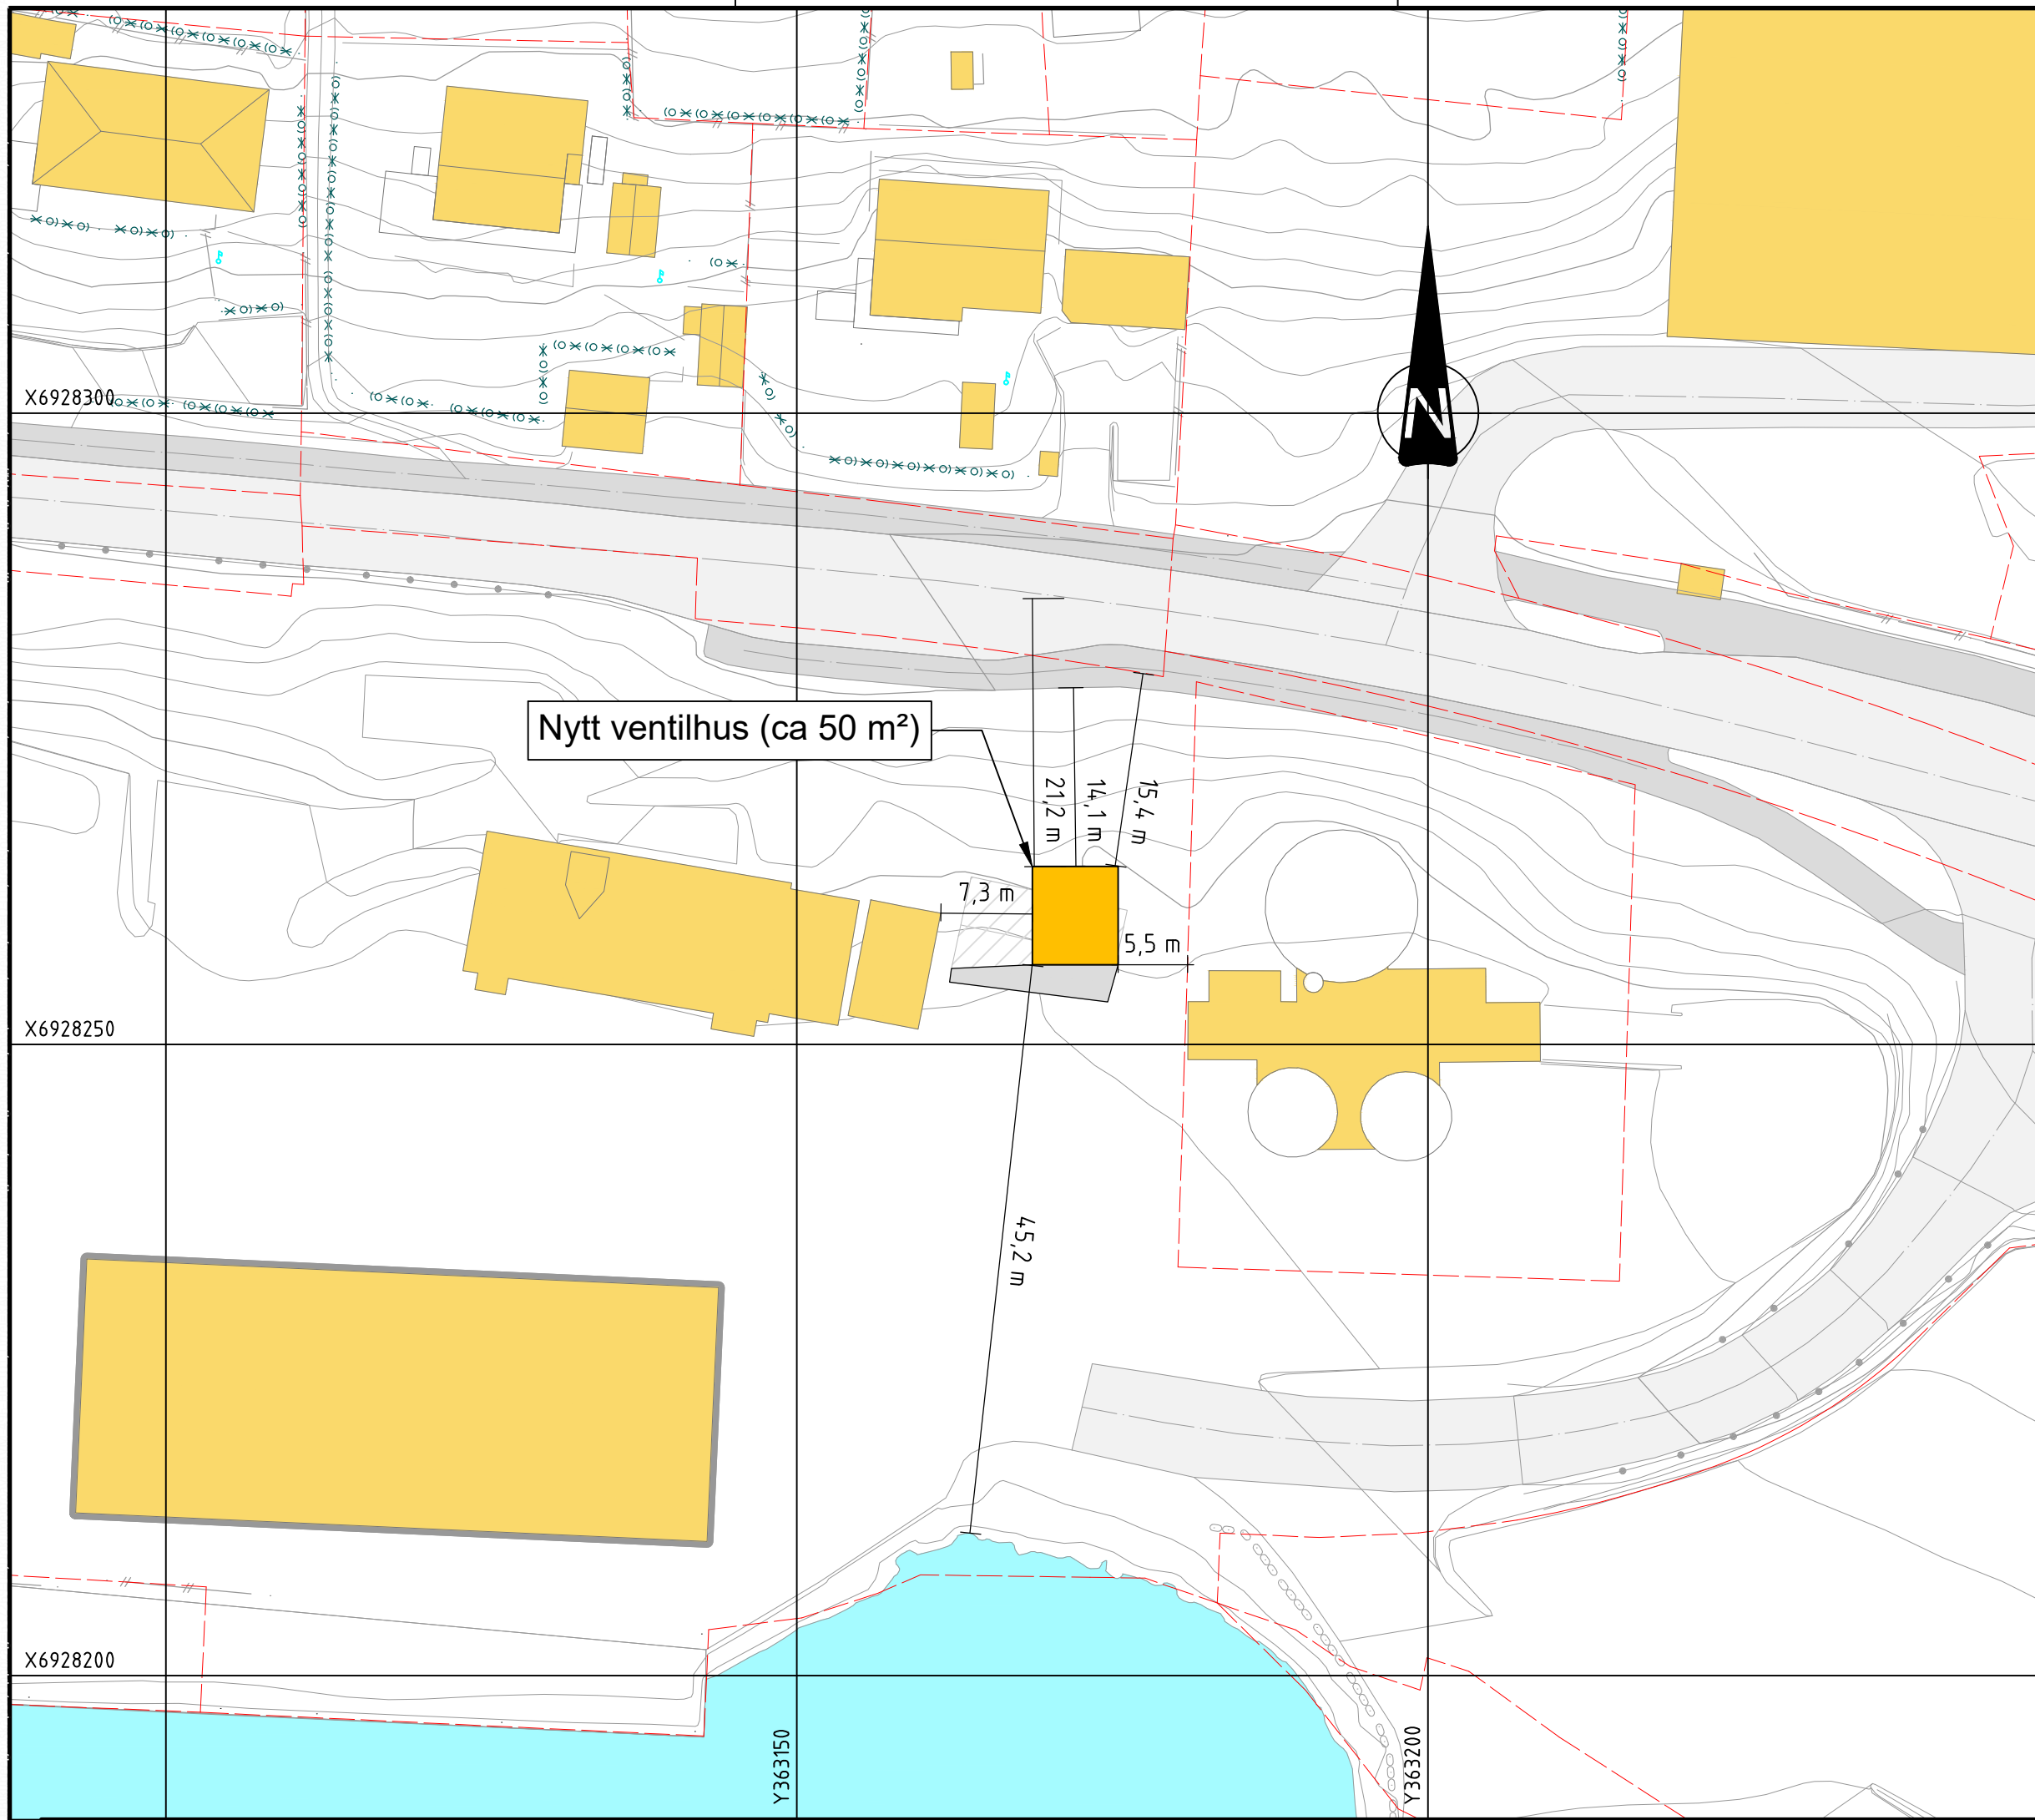 X6928300
N
Nytt ventilhus (ca 50 m²)
21,2 m
14,1 m
15,4 m
7,3 m
5,5 m
X6928250
45,2 m
X6928200
Y363150
Y363200